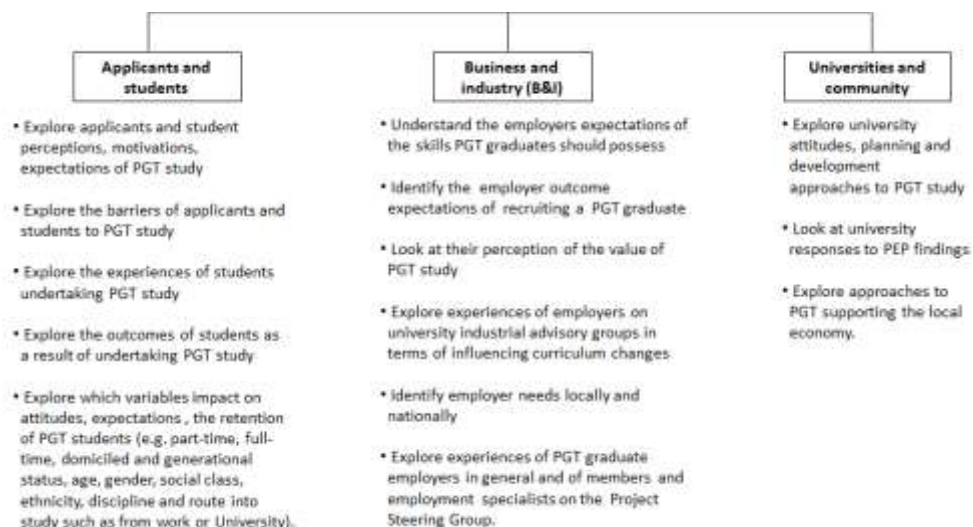 Applicants and
students
• Explore applicants and student
perceptions, motivations,
expectations of PGT study
• Explore the barriers of applicants and
students to PGT study
• Explore the experiences of students
undertaking PGT study
• Explore the outcomes of students as
a result of undertaking PGT study
• Explore which variables impact on
attitudes, expectations , the retention
of PGT students (e.g. part-time, full-
time, domiciled and generational
status, age, gender, social class,
ethnicity, discipline and route into
study such as from work or University).
Business and
industry (B&I)
• Understand the employers expectations of
the skills PGT graduates should possess
• Identify the employer outcome
expectations of recruiting a PGT graduate
• Look at their perception of the value of
PGT study
• Explore experiences of employers on
university industrial advisory groups in
terms of influencing curriculum changes
• Identify employer needs locally and
nationally
• Explore experiences of PGT graduate
employers in general and of members and
employment specialists on the Project
Steering Group.
Universities and
community
• Explore university
attitudes, planning and
development
approaches to PGT study
• Look at university
responses to PEP findings
• Explore approaches to
PGT supporting the local
economy.